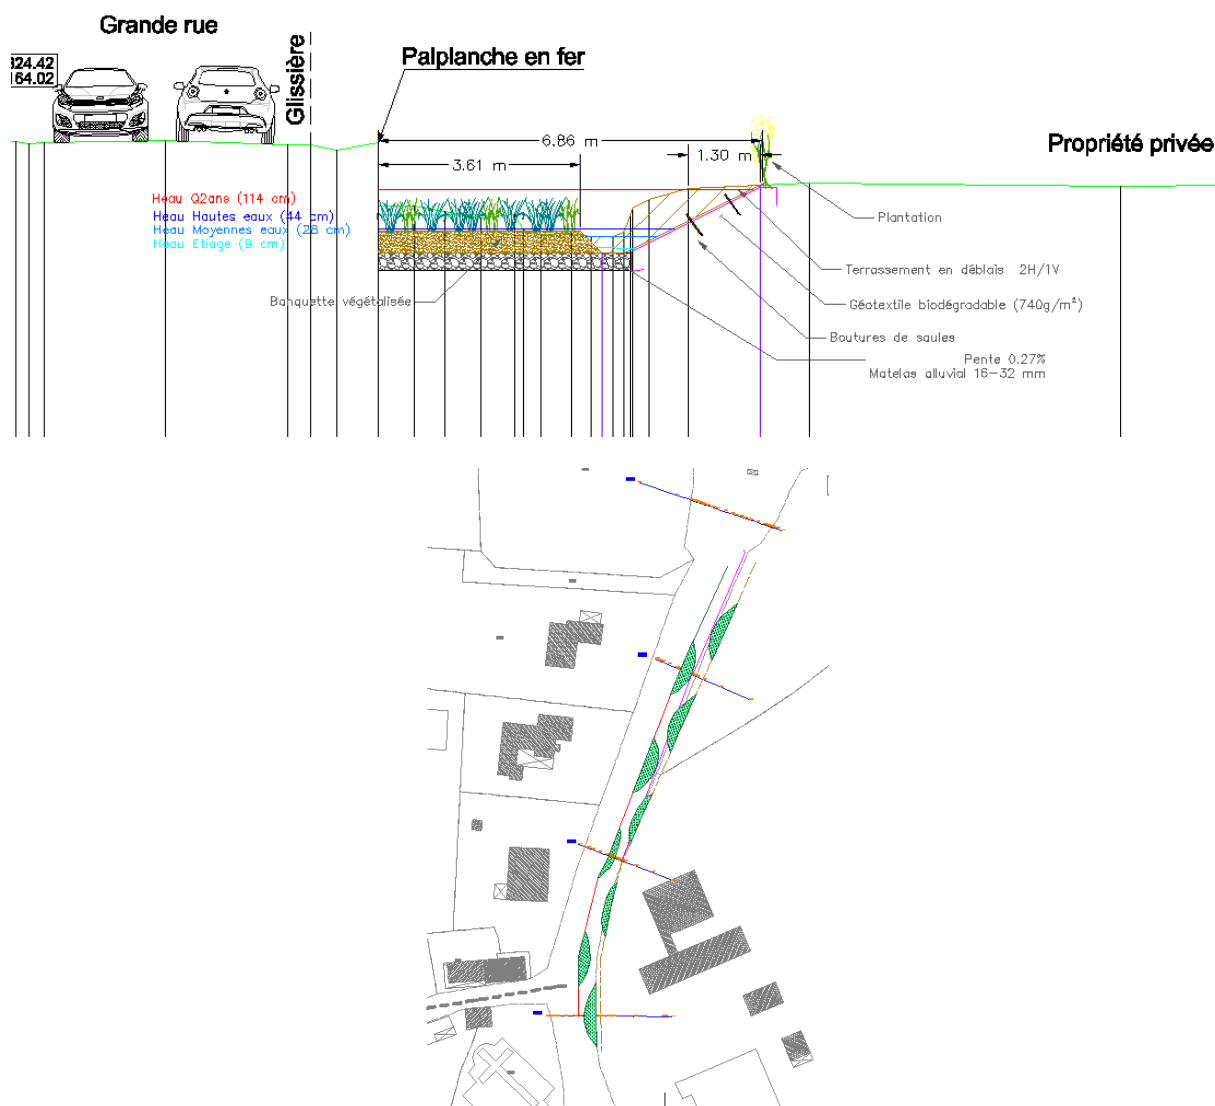 Grande rue
Glissière
Palplanche en fer
324.42
164.02
6.86 m
3.61 m
1.30 m
Propriété privée
Heau Q2ans (114 cm)
Heau Hautes eaux (44 cm)
Heau Moyennes eaux (28 cm)
Heau Etiage (9 cm)
Plantation
Terrassement en déblais 2H/1V
Banquette végétalisée
Géotextile biodégradable (740g/m²)
Boutures de saules
Pente 0.27%
Matelas alluvial 16-32 mm